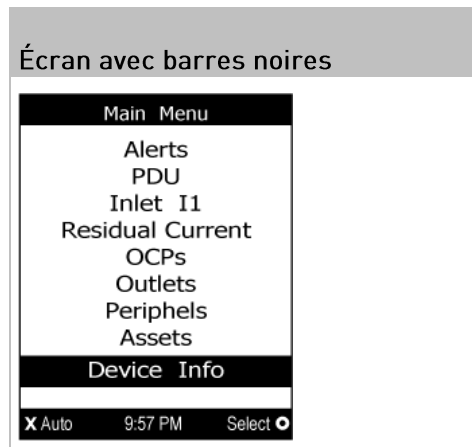 Écran avec barres noires
Main Menu
Alerts
PDU
Inlet I1
Residual Current
OCPs
Outlets
Periphels
Assets
Device Info
X Auto 9:57 PM Select O